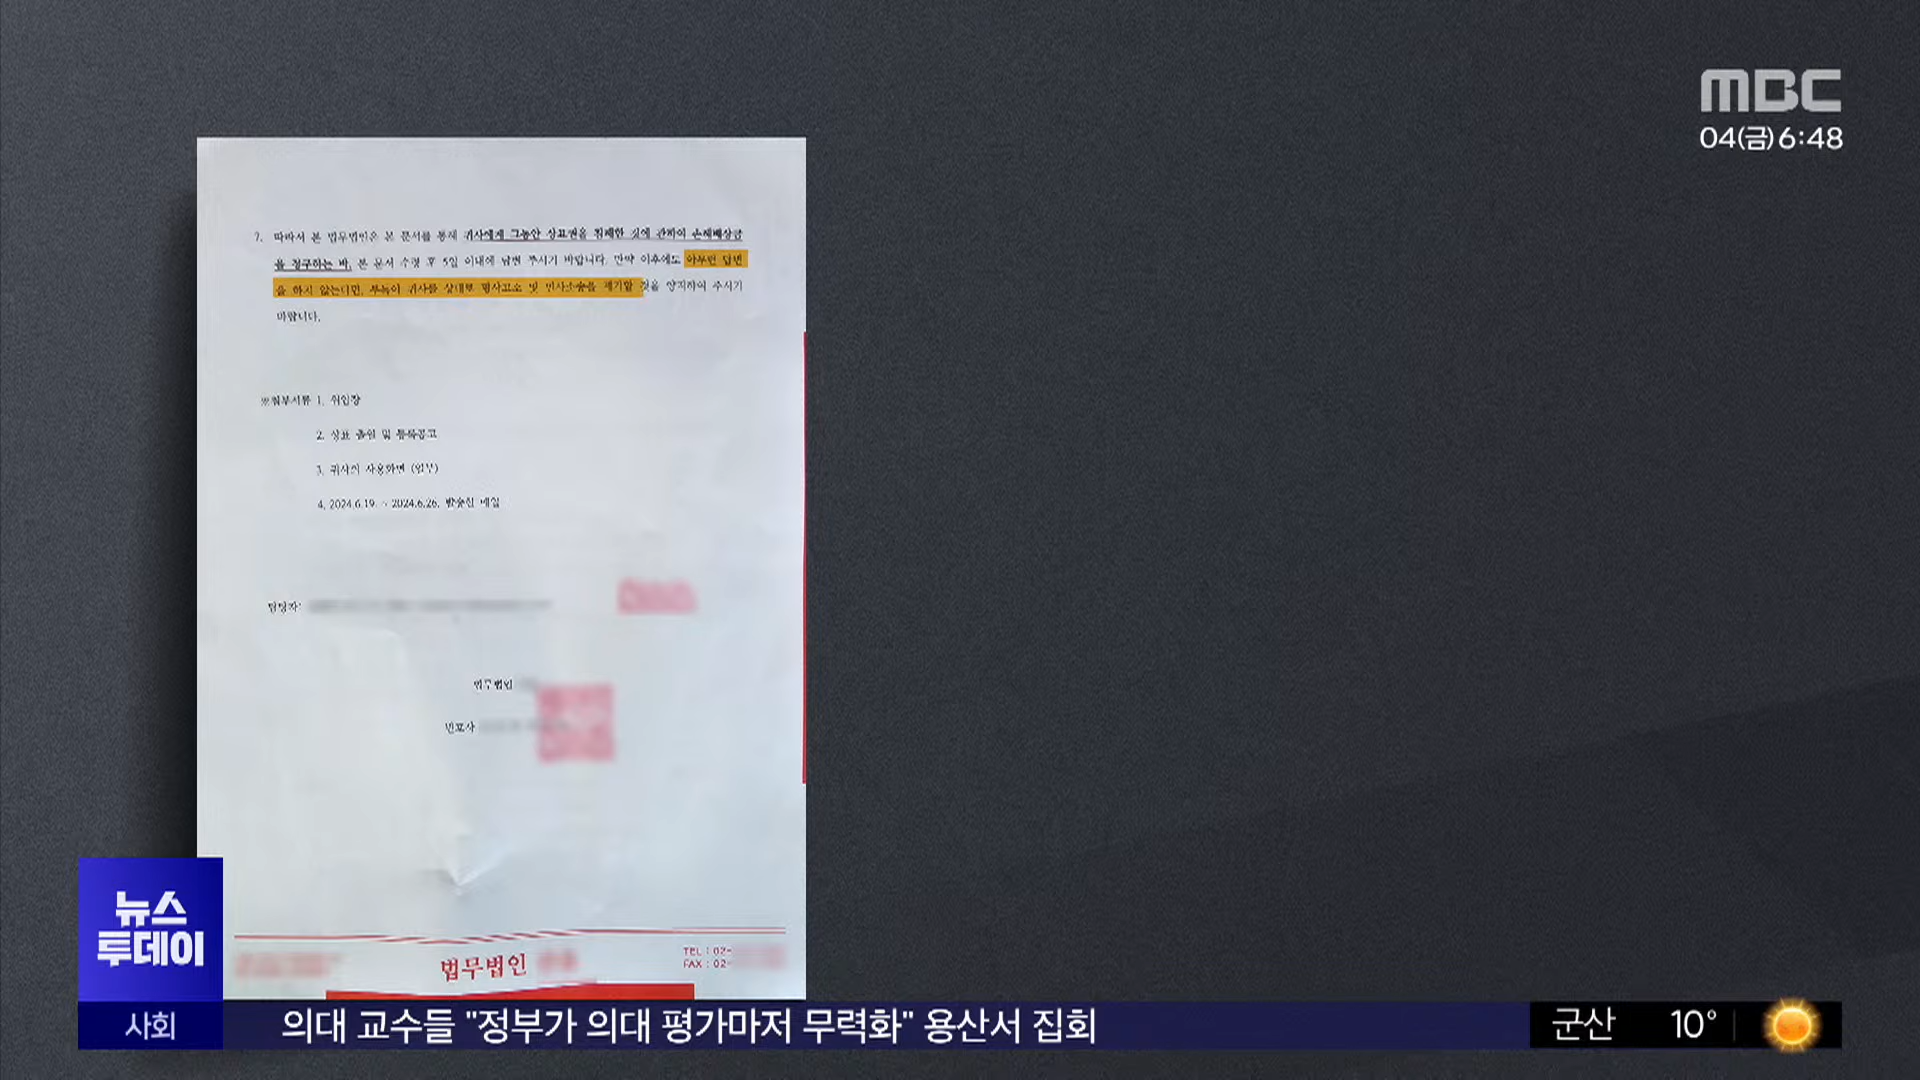 MBC
04(금) 6:48
7. 따라서 본 법무법인은 본 문서를 통해 귀사에게 그동안 상표권을 침해한 것에 관하여 손해배상금
을 청구하는 바, 본 문서 수령 후 5일 이내에 답변 주시기 바랍니다. 만약 이후에도 아무런 답변
을 하지 않는다면, 부득이 귀사를 상대로 형사고소 및 민사소송을 제기할 것을 양지하여 주시기
바랍니다.
※첨부서류 1. 위임장
2. 상표 출원 및 등록공고
3. 귀사의 사용화면 (일부)
4. 2024.6.19. ~ 2024.6.26. 발송한 메일
담당자:
법무법인
변호사
법무법인
TEL : 02-
FAX : 02-
뉴스
투데이
사회
의대 교수들 "정부가 의대 평가마저 무력화" 용산서 집회
군산 10°